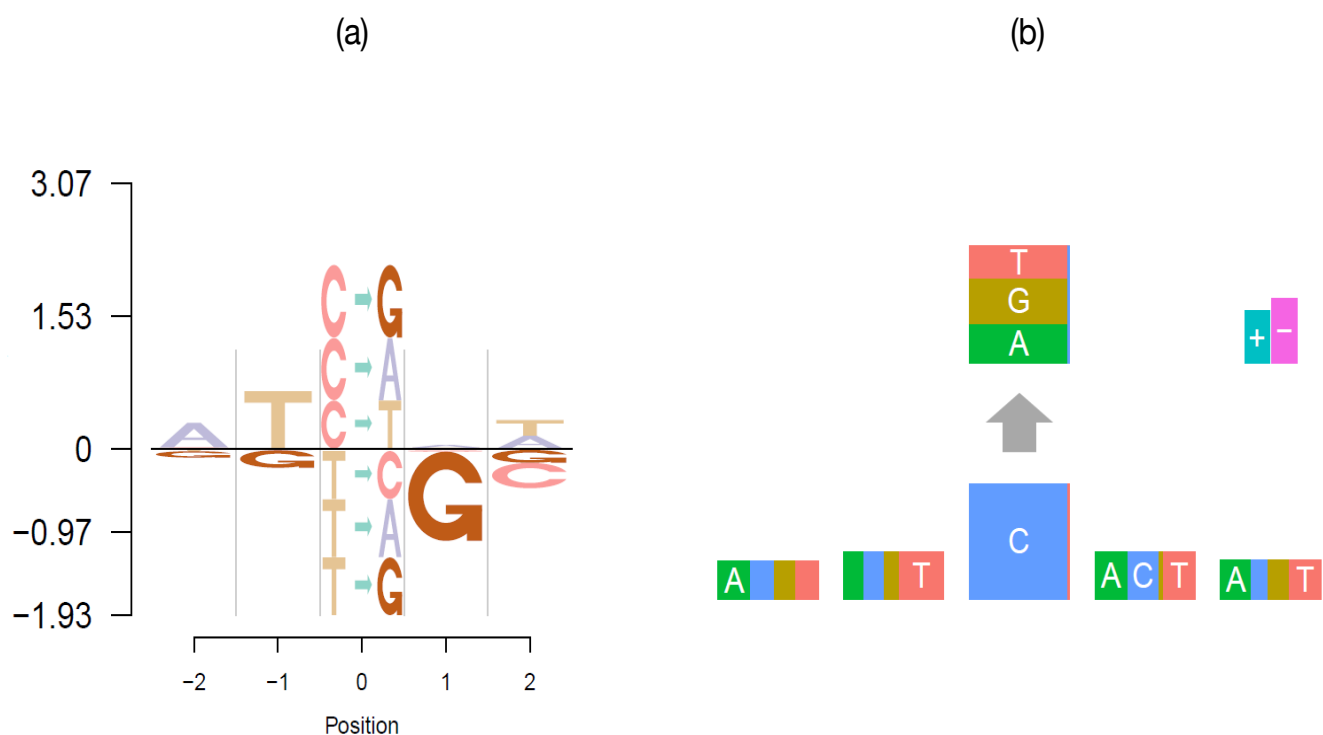 (a)
(b)
3.07
1.53
0
−0.97
−1.93
C G
C A
C T
T C
T A
T G
A
G
T
G
A
G
T
A
G
C
−2 −1 0 1 2
Position
T
G
A
+ −
C
A
T
A C T
A T